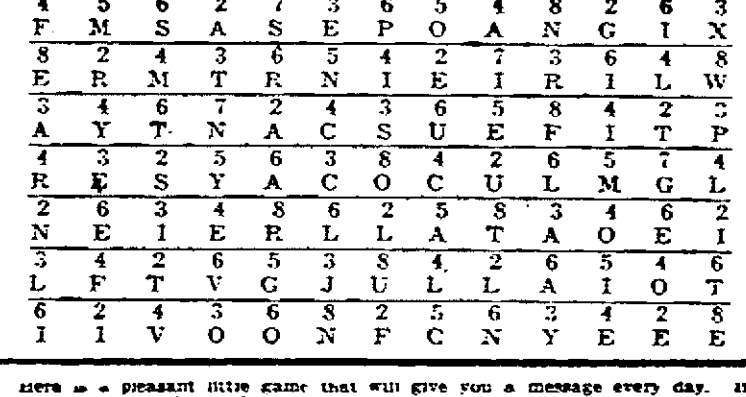 4 5 6 2 7 3 6 5 4 8 2 6 3
F M S A S E P O A N G I X
8 2 4 3 6 5 4 2 7 3 6 4 8
E R M T R N I E I R I L W
3 4 6 7 2 4 3 6 5 8 4 2 3
A Y T N A C S U E F I T P
4 3 2 5 6 3 8 4 2 6 5 7 4
R E S Y A C O C U L M G L
2 6 3 4 8 6 2 5 8 3 4 6 2
N E I E R L L A T A O E I
3 4 2 6 5 3 8 4 2 6 5 4 6
L F T V G J U L L A I O T
6 2 4 3 6 8 2 5 6 3 4 2 8
I I V O O N F C N Y E E E
Here is a pleasant little game that will give you a message every day.